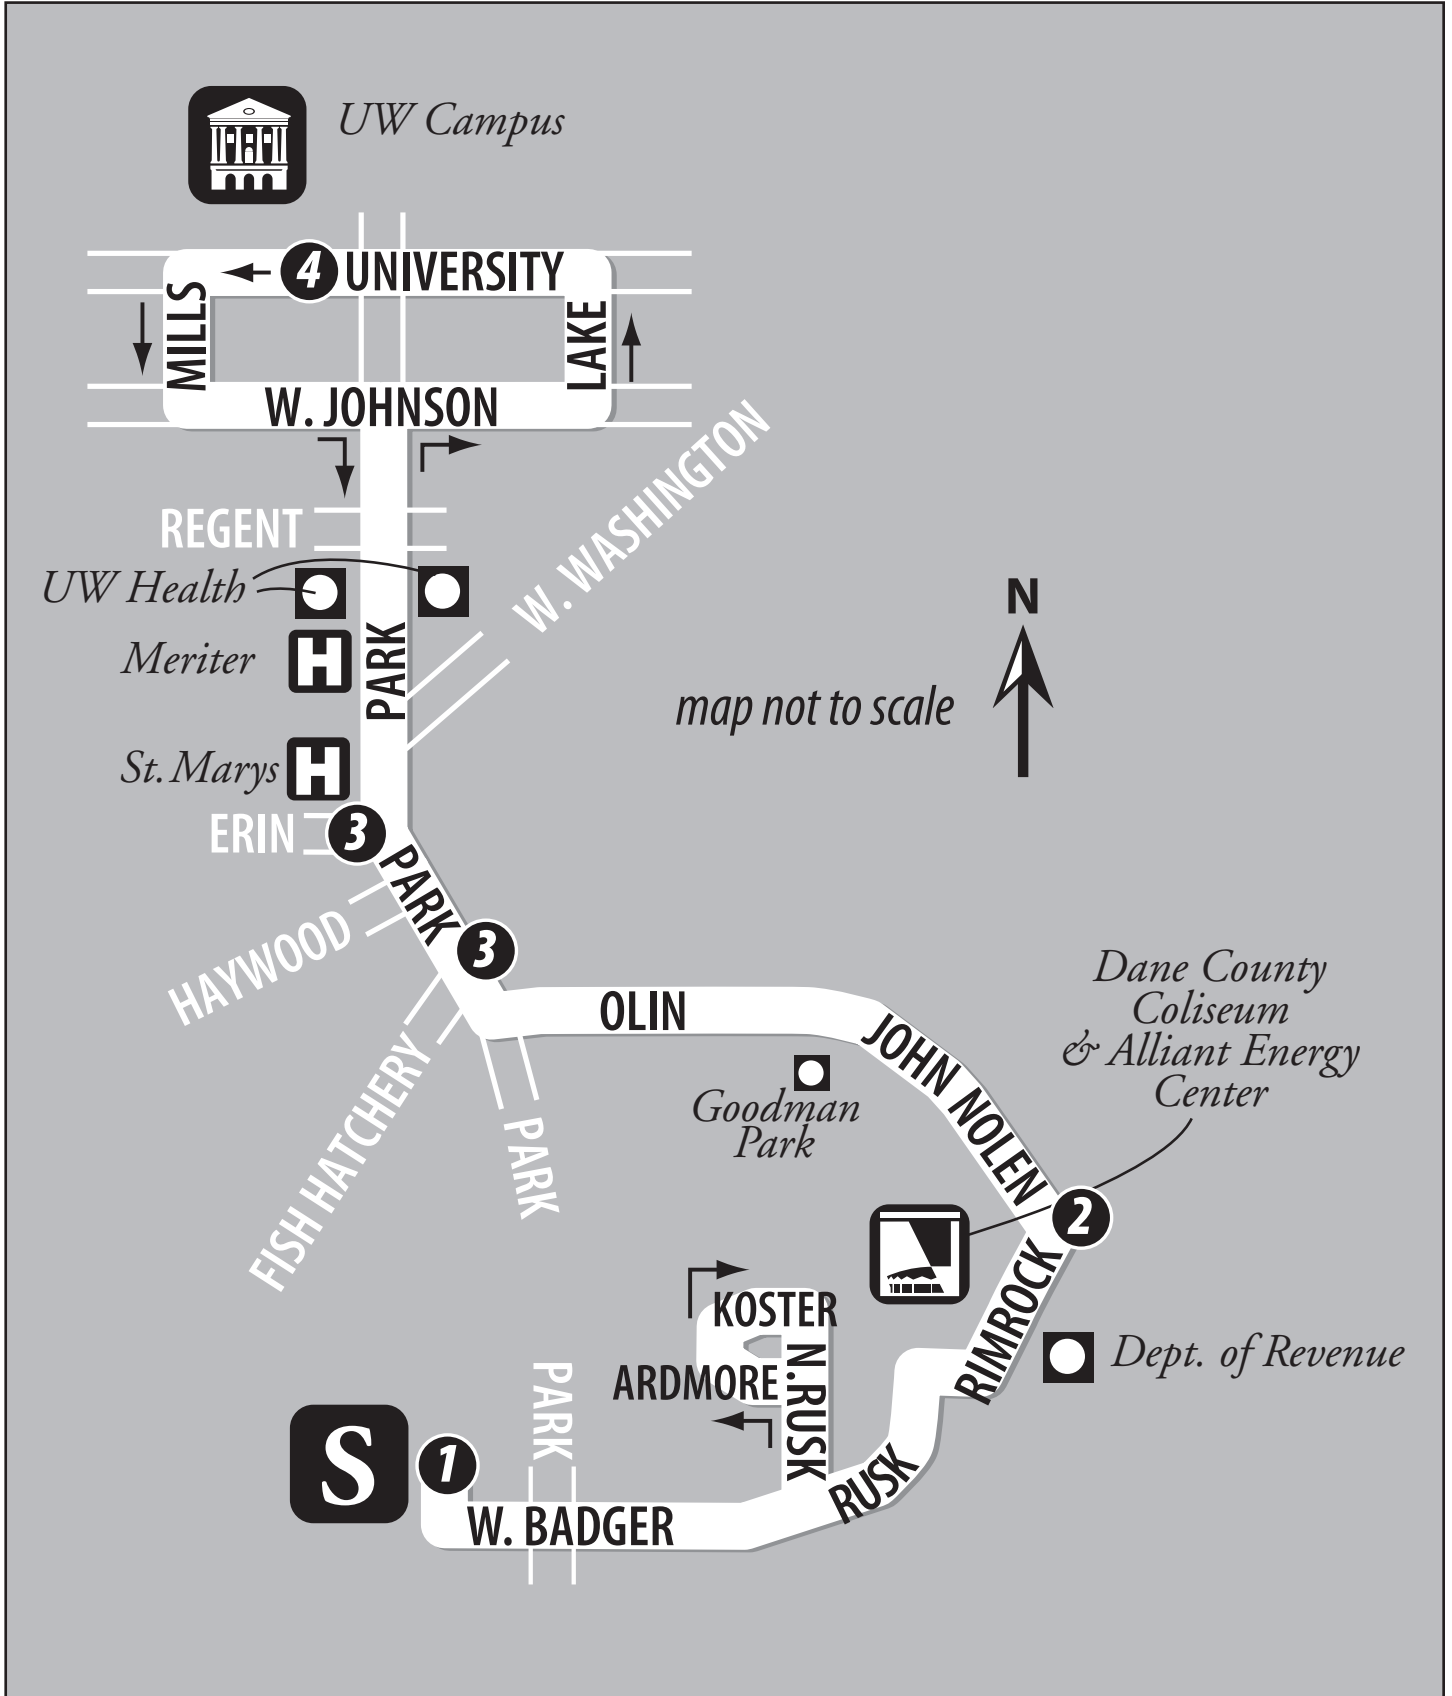 UW Campus
4
UNIVERSITY
MILLS
LAKE
W. JOHNSON
W. WASHINGTON
REGENT
UW Health
N
Meriter
H
PARK
map not to scale
St. Marys
H
ERIN
3
PARK
HAYWOOD
3
Dane County
Coliseum
& Alliant Energy
Center
OLIN
JOHN NOLEN
Goodman
Park
FISH HATCHERY
PARK
2
RIMROCK
KOSTER
Dept. of Revenue
ARDMORE
N. RUSK
PARK
S
1
RUSK
W. BADGER